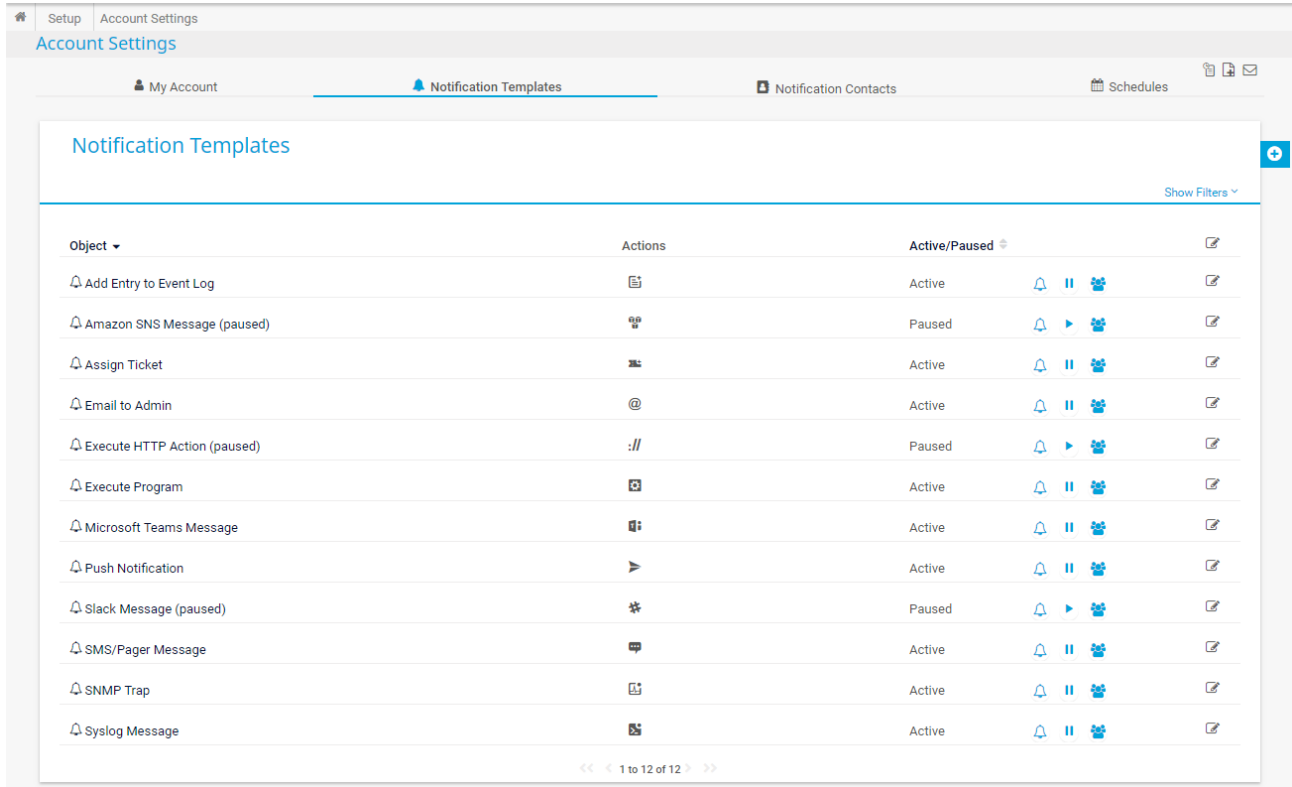 Setup Account Settings
Account Settings
My Account Notification Templates Notification Contacts Schedules
Notification Templates
Show Filters
Object Actions Active/Paused
Add Entry to Event Log Active
Amazon SNS Message (paused) Paused
Assign Ticket Active
Email to Admin @ Active
Execute HTTP Action (paused) :// Paused
Execute Program Active
Microsoft Teams Message Active
Push Notification Active
Slack Message (paused) Paused
SMS/Pager Message Active
SNMP Trap Active
Syslog Message Active
<< < 1 to 12 of 12 > >>